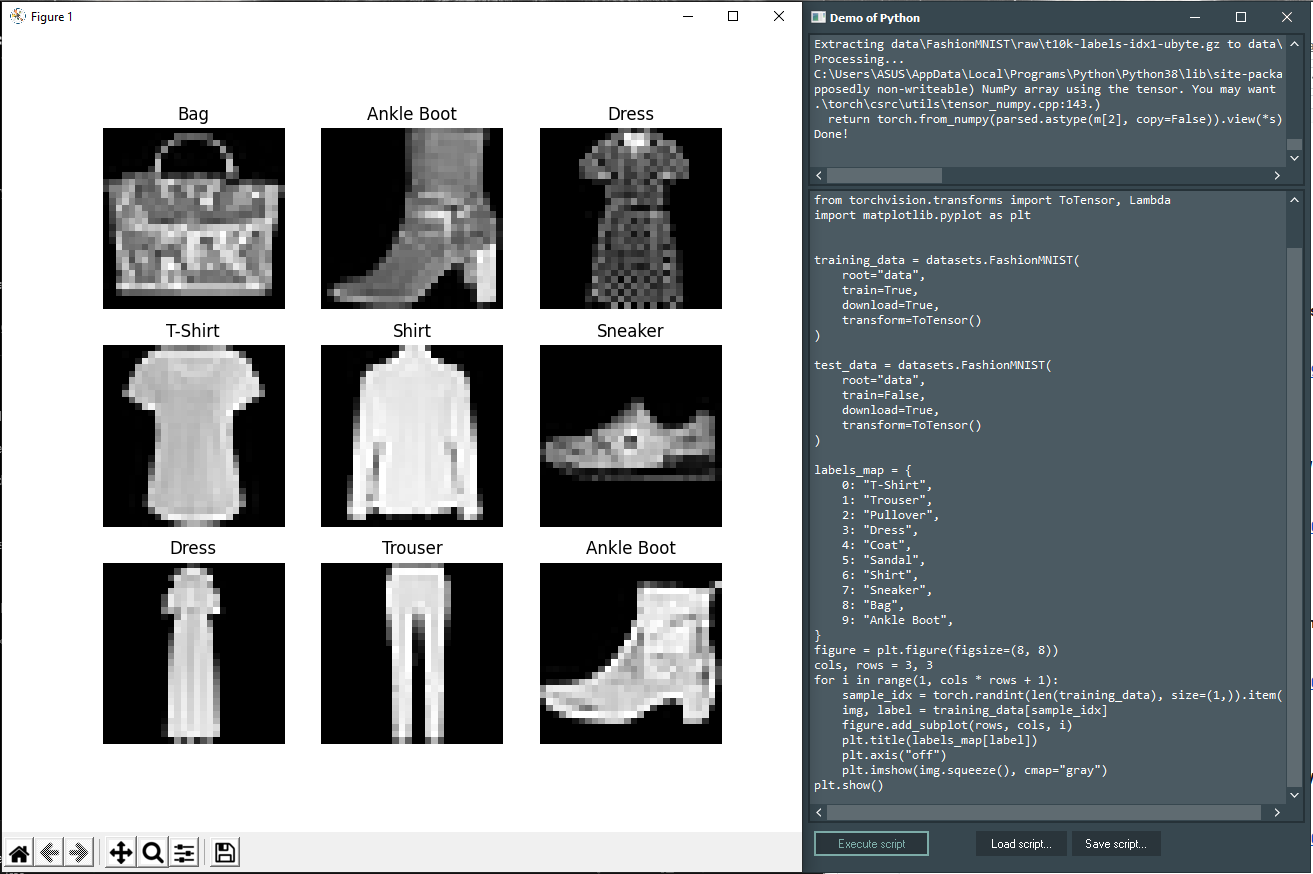 Figure 1
Bag
Ankle Boot
Dress
T-Shirt
Shirt
Sneaker
Dress
Trouser
Ankle Boot
Demo of Python
Extracting data\FashionMNIST\raw\t10k-labels-idx1-ubyte.gz to data\
Processing...
C:\Users\ASUS\AppData\Local\Programs\Python\Python38\lib\site-packa
pposedly non-writeable) NumPy array using the tensor. You may want
.\torch\csrc\utils\tensor_numpy.cpp:143.)
  return torch.from_numpy(parsed.astype(m[2], copy=False)).view(*s)
Done!
from torchvision.transforms import ToTensor, Lambda
import matplotlib.pyplot as plt
training_data = datasets.FashionMNIST(
    root="data",
    train=True,
    download=True,
    transform=ToTensor()
)
test_data = datasets.FashionMNIST(
    root="data",
    train=False,
    download=True,
    transform=ToTensor()
)
labels_map = {
    0: "T-Shirt",
    1: "Trouser",
    2: "Pullover",
    3: "Dress",
    4: "Coat",
    5: "Sandal",
    6: "Shirt",
    7: "Sneaker",
    8: "Bag",
    9: "Ankle Boot",
}
figure = plt.figure(figsize=(8, 8))
cols, rows = 3, 3
for i in range(1, cols * rows + 1):
    sample_idx = torch.randint(len(training_data), size=(1,)).item(
    img, label = training_data[sample_idx]
    figure.add_subplot(rows, cols, i)
    plt.title(labels_map[label])
    plt.axis("off")
    plt.imshow(img.squeeze(), cmap="gray")
plt.show()
Execute script
Load script...
Save script...